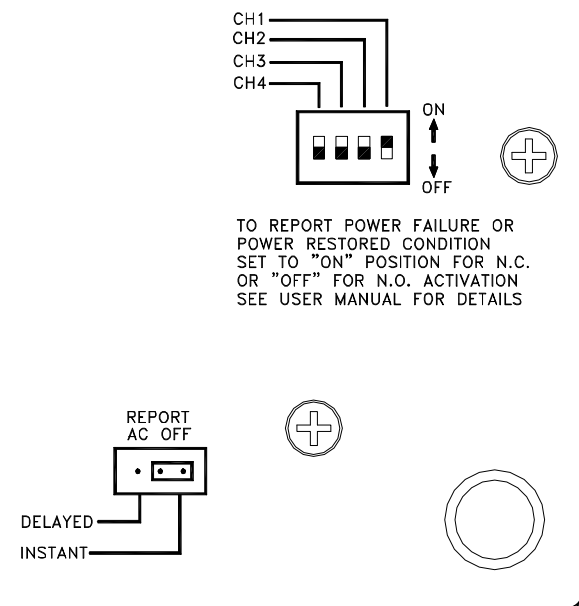 CH1
CH2
CH3
CH4
ON
OFF
TO REPORT POWER FAILURE OR
POWER RESTORED CONDITION
SET TO "ON" POSITION FOR N.C.
OR "OFF" FOR N.O. ACTIVATION
SEE USER MANUAL FOR DETAILS
REPORT
AC OFF
DELAYED
INSTANT